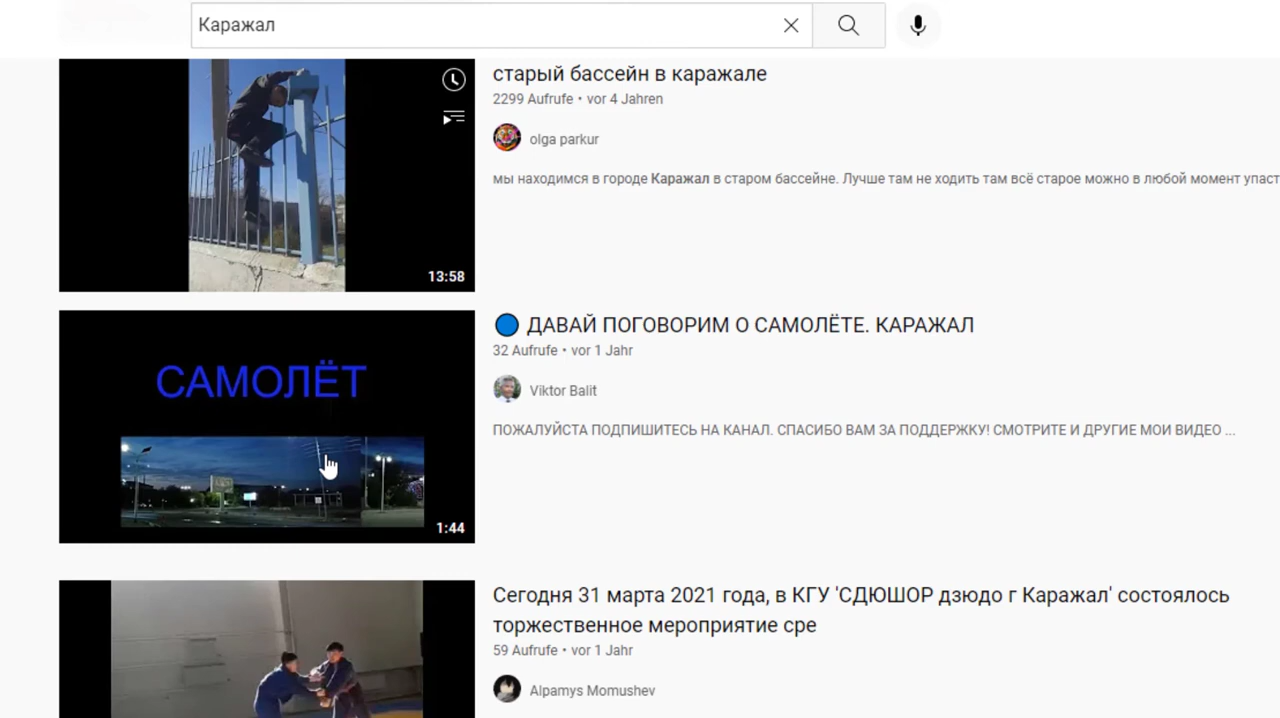 Каражал
старый бассейн в каражале
2299 Aufrufe • vor 4 Jahren
olga parkur
мы находимся в городе Каражал в старом бассейне. Лучше там не ходить там всё старое можно в любой момент упаст
13:58
ДАВАЙ ПОГОВОРИМ О САМОЛЁТЕ. КАРАЖАЛ
32 Aufrufe • vor 1 Jahr
САМОЛЁТ
Viktor Balit
ПОЖАЛУЙСТА ПОДПИШИТЕСЬ НА КАНАЛ. СПАСИБО ВАМ ЗА ПОДДЕРЖКУ! СМОТРИТЕ И ДРУГИЕ МОИ ВИДЕО ...
1:44
Сегодня 31 марта 2021 года, в КГУ 'СДЮШОР дзюдо г Каражал' состоялось
торжественное мероприятие сре
59 Aufrufe • vor 1 Jahr
Alpamys Momushev